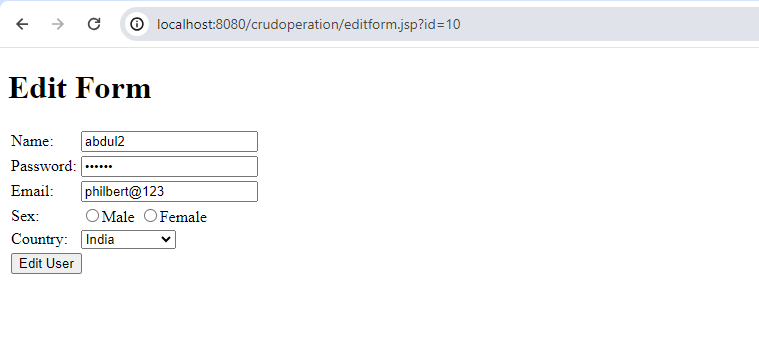 localhost:8080/crudoperation/editform.jsp?id=10
Edit Form
Name: abdul2
Password: ••••••
Email: philbert@123
Sex: Male Female
Country: India
Edit User